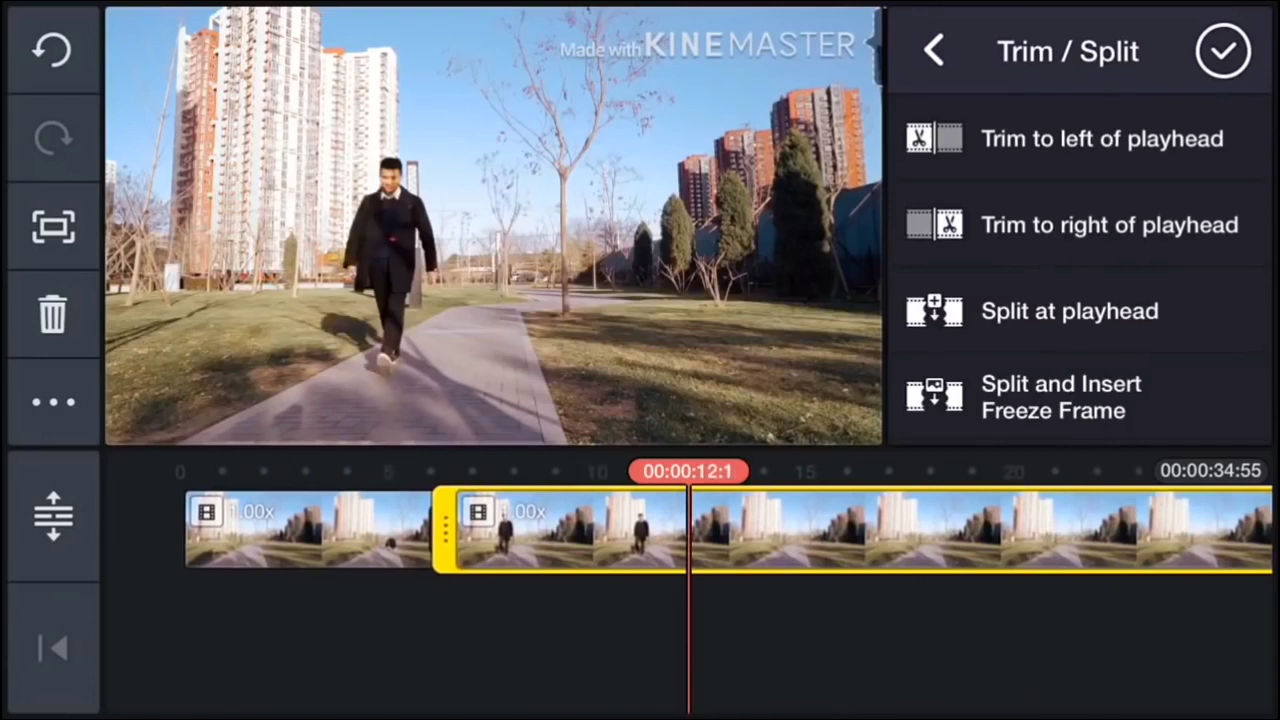 Made with KINEMASTER
Trim / Split
Trim to left of playhead
Trim to right of playhead
Split at playhead
Split and Insert
Freeze Frame
0
5
10
00:00:12:1
15
20
00:00:34:55
1.00x
1.00x